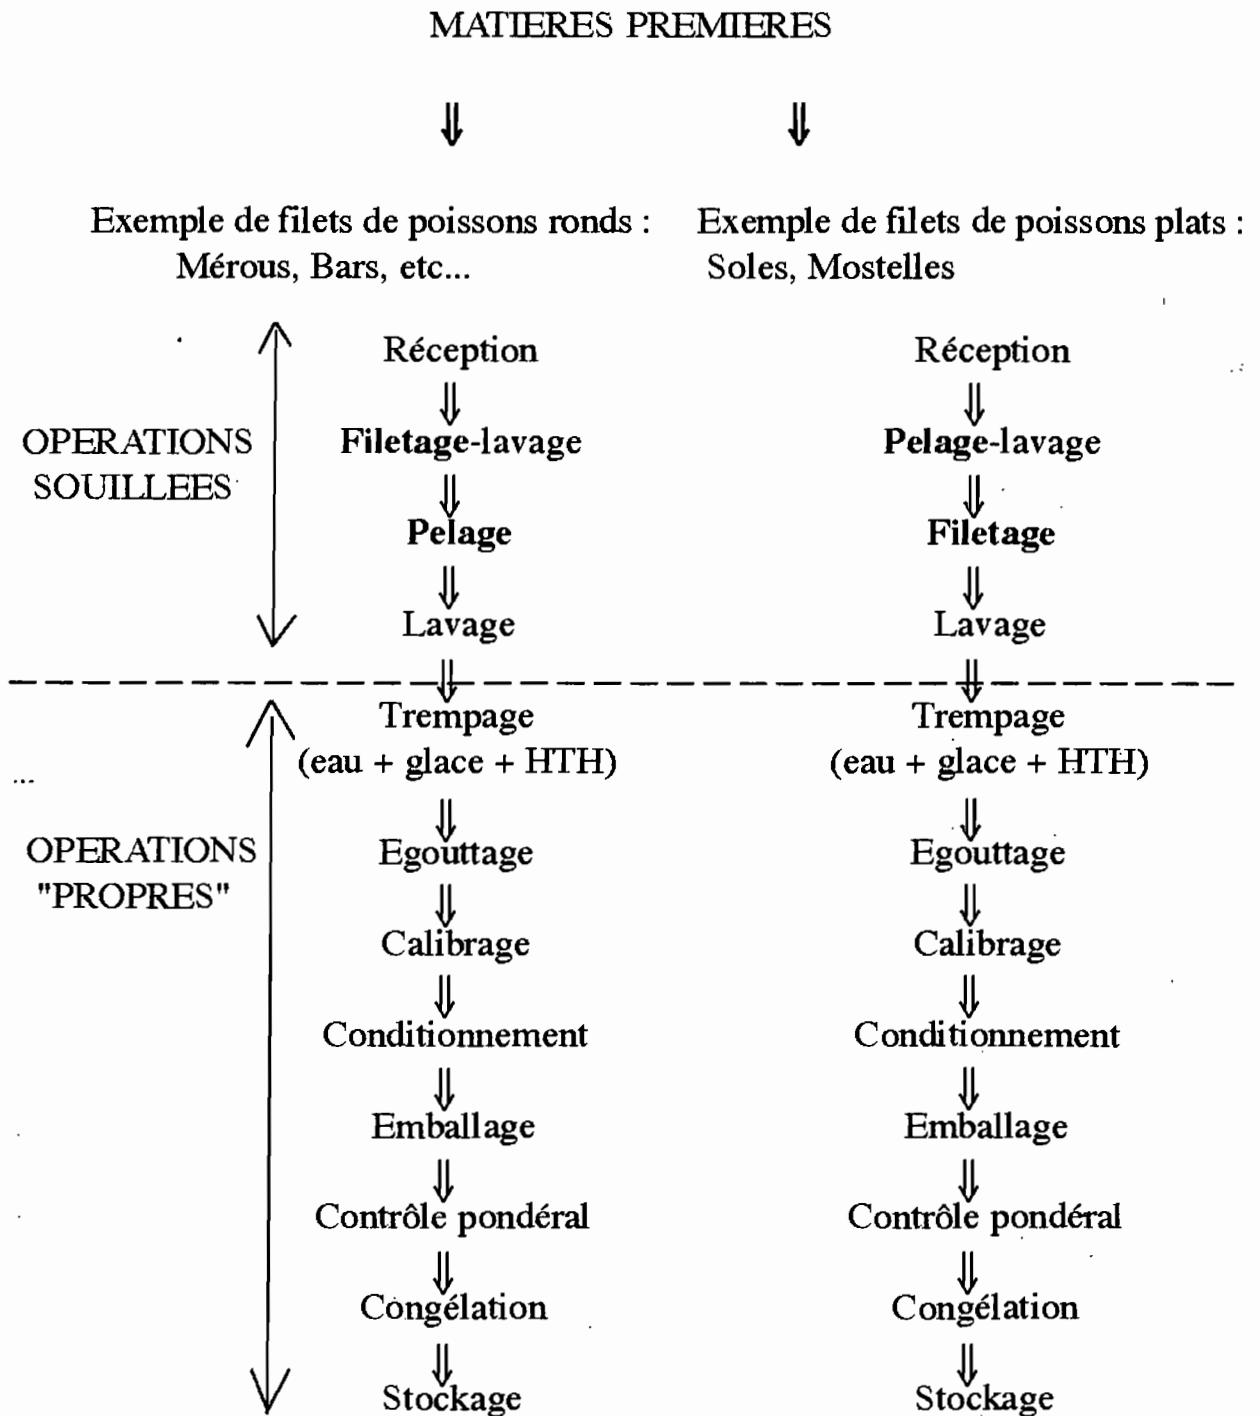 MATIERES PREMIERES
⇓ ⇓
Exemple de filets de poissons ronds :
Mérous, Bars, etc...
Exemple de filets de poissons plats :
Soles, Mostelles
OPERATIONS
SOUILLEES
Réception
⇓
Filetage-lavage
⇓
Pelage
⇓
Lavage
⇓
Réception
⇓
Pelage-lavage
⇓
Filetage
⇓
Lavage
⇓
...
OPERATIONS
"PROPRES"
Trempage
(eau + glace + HTH)
⇓
Egouttage
⇓
Calibrage
⇓
Conditionnement
⇓
Emballage
⇓
Contrôle pondéral
⇓
Congélation
⇓
Stockage
Trempage
(eau + glace + HTH)
⇓
Egouttage
⇓
Calibrage
⇓
Conditionnement
⇓
Emballage
⇓
Contrôle pondéral
⇓
Congélation
⇓
Stockage